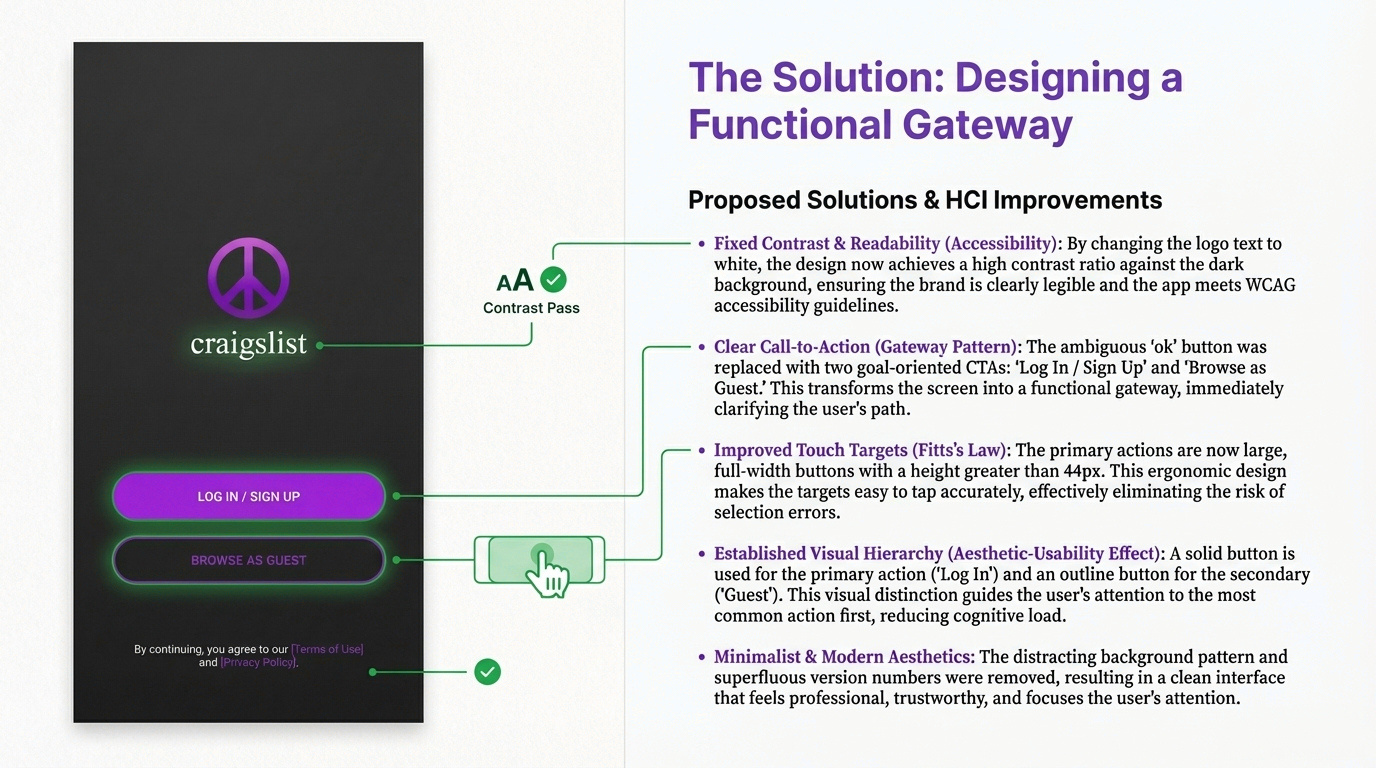 craigslist
LOG IN / SIGN UP
BROWSE AS GUEST
By continuing, you agree to our [Terms of Use]
and [Privacy Policy].
AA
Contrast Pass
The Solution: Designing a
Functional Gateway
Proposed Solutions & HCI Improvements
• Fixed Contrast & Readability (Accessibility): By changing the logo text to
white, the design now achieves a high contrast ratio against the dark
background, ensuring the brand is clearly legible and the app meets WCAG
accessibility guidelines.
• Clear Call-to-Action (Gateway Pattern): The ambiguous ‘ok’ button was
replaced with two goal-oriented CTAs: ‘Log In / Sign Up’ and ‘Browse as
Guest.’ This transforms the screen into a functional gateway, immediately
clarifying the user's path.
• Improved Touch Targets (Fitts’s Law): The primary actions are now large,
full-width buttons with a height greater than 44px. This ergonomic design
makes the targets easy to tap accurately, effectively eliminating the risk of
selection errors.
• Established Visual Hierarchy (Aesthetic-Usability Effect): A solid button is
used for the primary action ('Log In') and an outline button for the secondary
('Guest'). This visual distinction guides the user's attention to the most
common action first, reducing cognitive load.
• Minimalist & Modern Aesthetics: The distracting background pattern and
superfluous version numbers were removed, resulting in a clean interface
that feels professional, trustworthy, and focuses the user's attention.